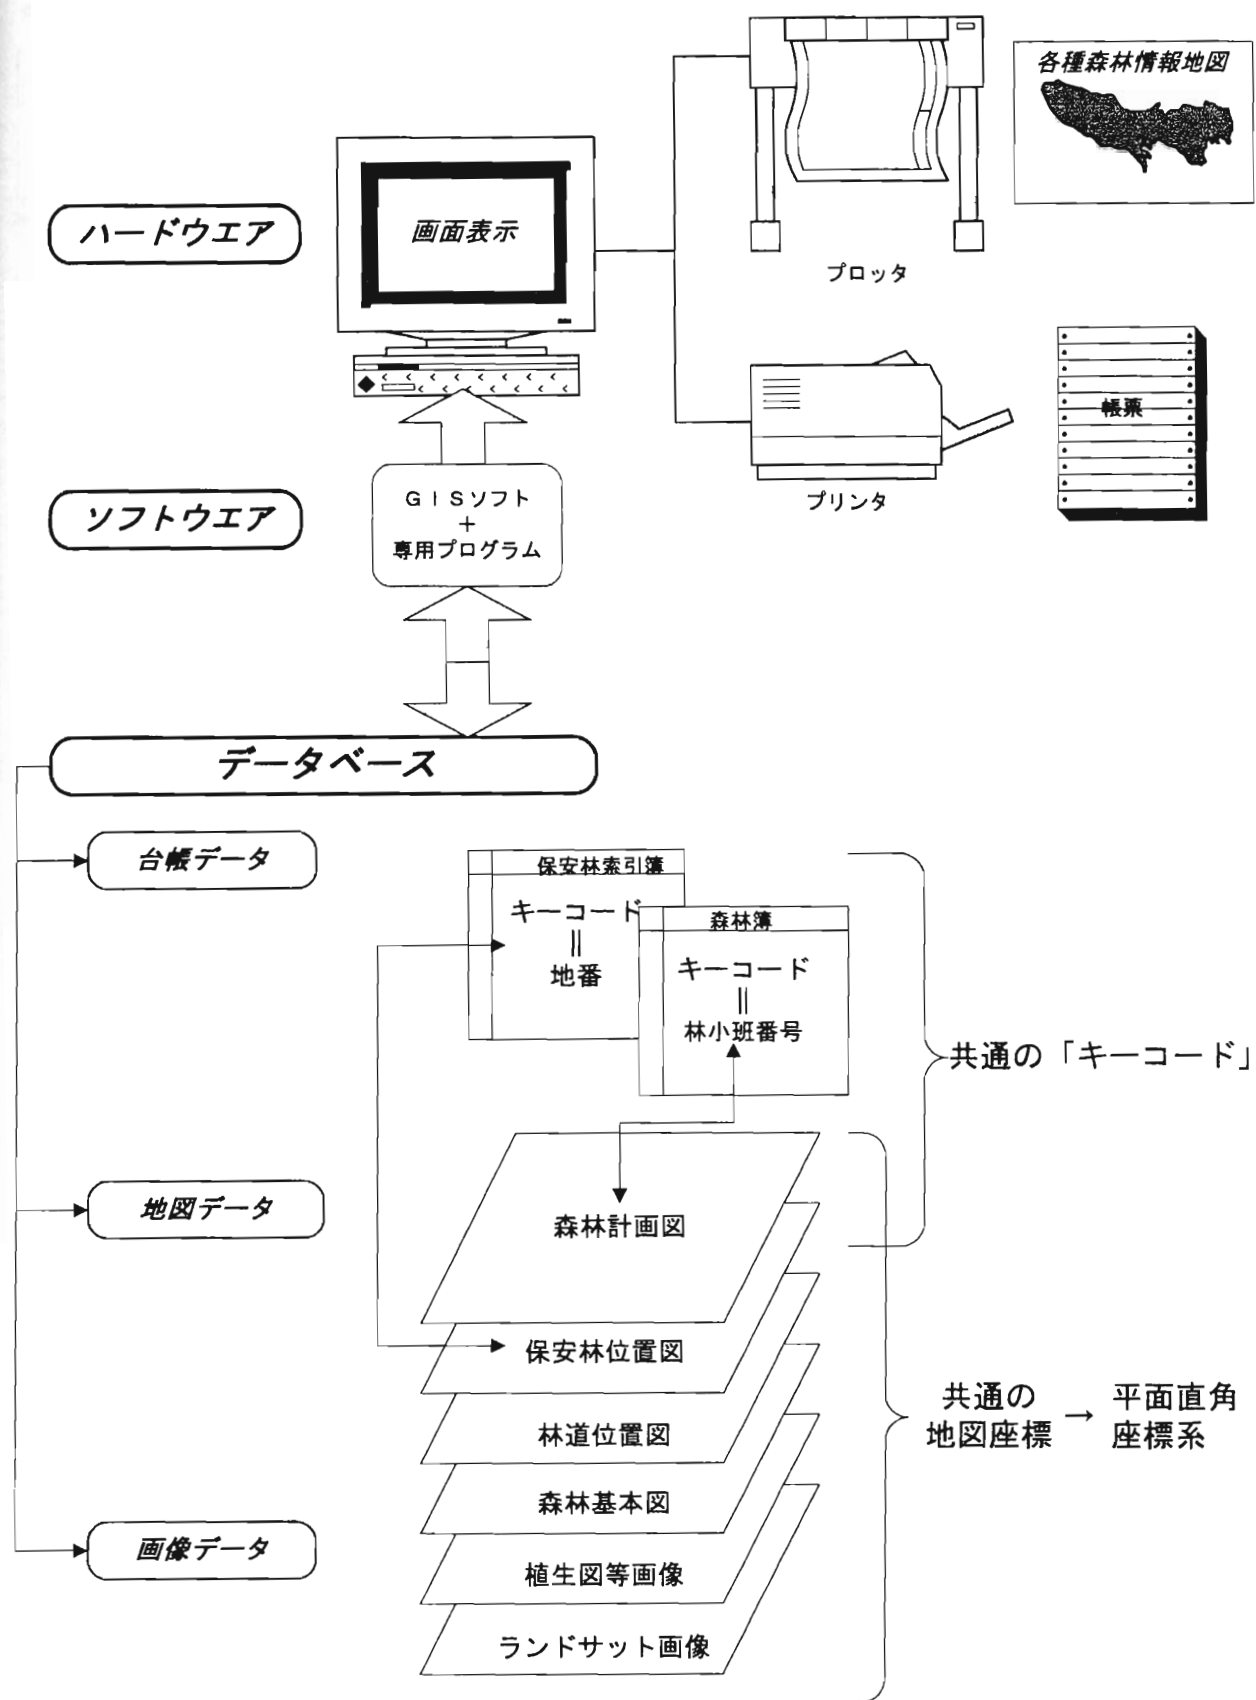 各種森林情報地図
ハードウエア
画面表示
プロッタ
帳票
プリンタ
ソフトウエア
GISソフト
+
専用プログラム
データベース
台帳データ
保安林索引簿
キーコード
||
地番
森林簿
キーコード
||
林小班番号
共通の「キーコード」
地図データ
森林計画図
保安林位置図
共通の
地図座標
→
平面直角
座標系
林道位置図
森林基本図
画像データ
植生図等画像
ランドサット画像